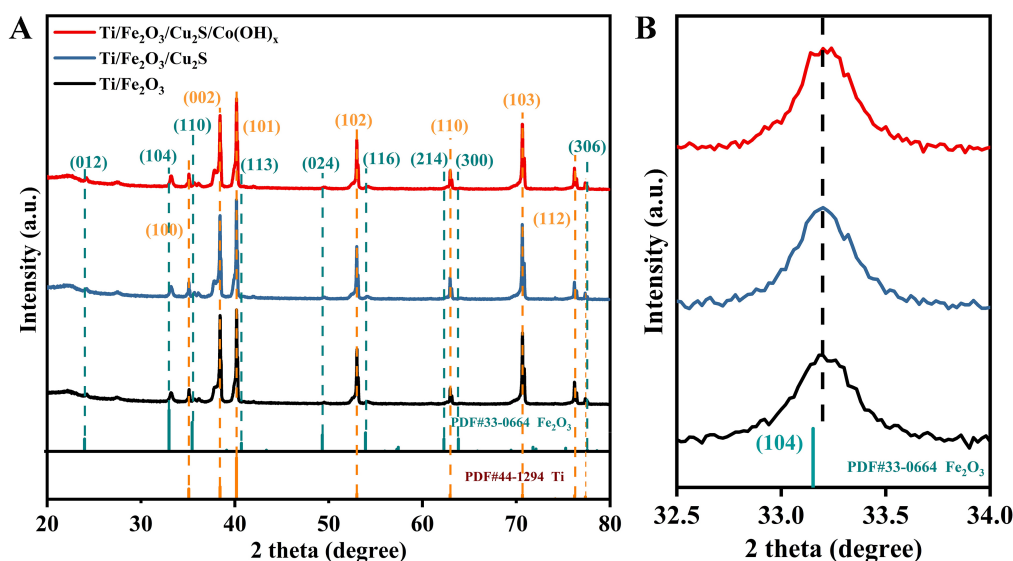 A
Ti/Fe₂O₃/Cu₂S/Co(OH)ₓ
Ti/Fe₂O₃/Cu₂S
Ti/Fe₂O₃
(002)
(103)
(110)
(101)
(102)
(110)
(012)
(104)
(113)
(024)
(116)
(214)
(300)
(306)
(100)
(112)
PDF#33-0664 Fe₂O₃
PDF#44-1294 Ti
Intensity (a.u.)
20 30 40 50 60 70 80
2 theta (degree)
B
(104)
PDF#33-0664 Fe₂O₃
Intensity (a.u.)
32.5 33.0 33.5 34.0
2 theta (degree)